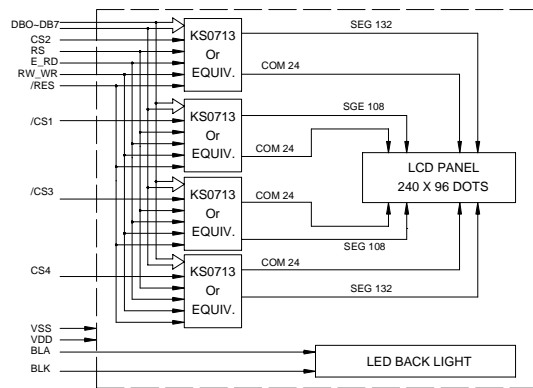 DBO~DB7
CS2
RS
E_RD
RW_WR
/RES
/CS1
/CS3
CS4
VSS
VDD
BLA
BLK
KS0713
Or
EQUIV.
SEG 132
COM 24
KS0713
Or
EQUIV.
SGE 108
COM 24
KS0713
Or
EQUIV.
COM 24
SEG 108
KS0713
Or
EQUIV.
COM 24
SEG 132
LCD PANEL
240 X 96 DOTS
LED BACK LIGHT